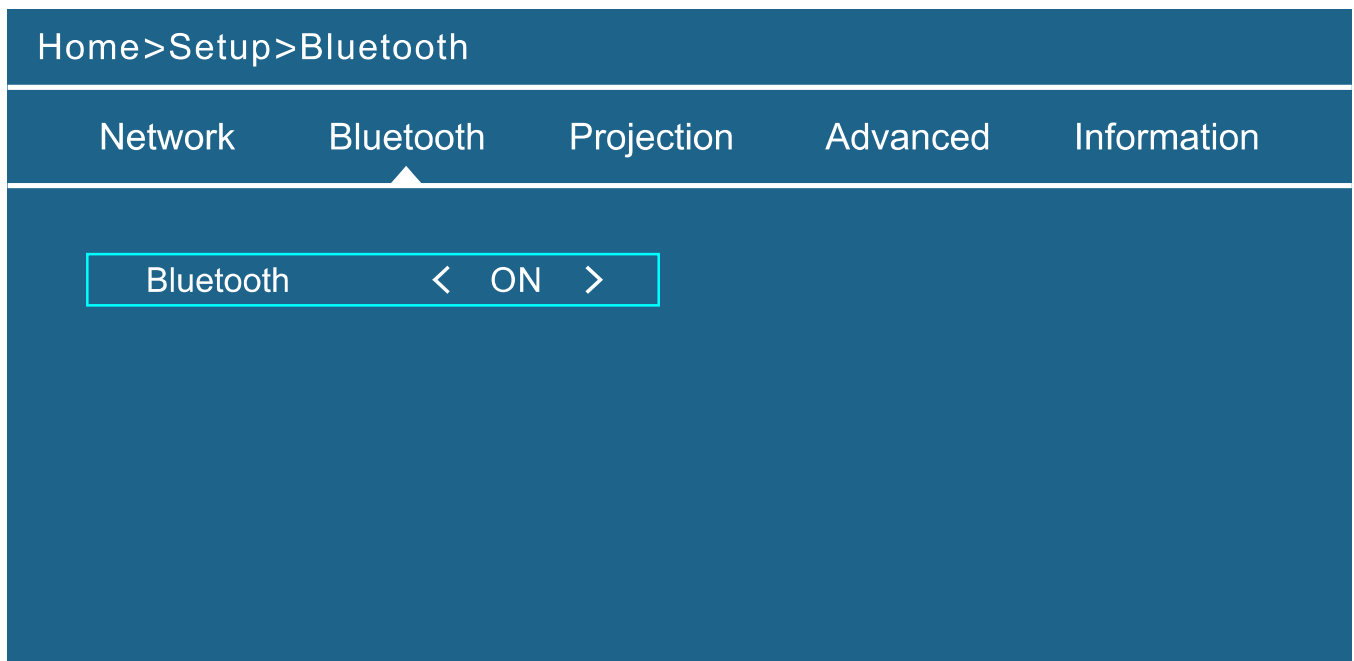 Home>Setup>Bluetooth
Network Bluetooth Projection Advanced Information
Bluetooth < ON >